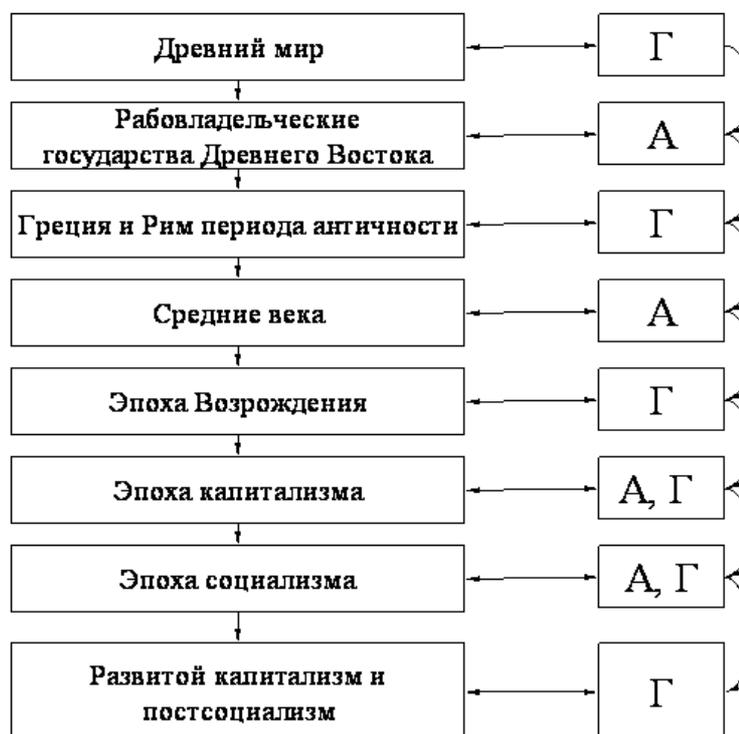 Древний мир
Г
Рабовладельческие
государства Древнего Востока
А
Греция и Рим периода античности
Г
Средние века
А
Эпоха Возрождения
Г
Эпоха капитализма
А, Г
Эпоха социализма
А, Г
Развитой капитализм и
постсоциализм
Г